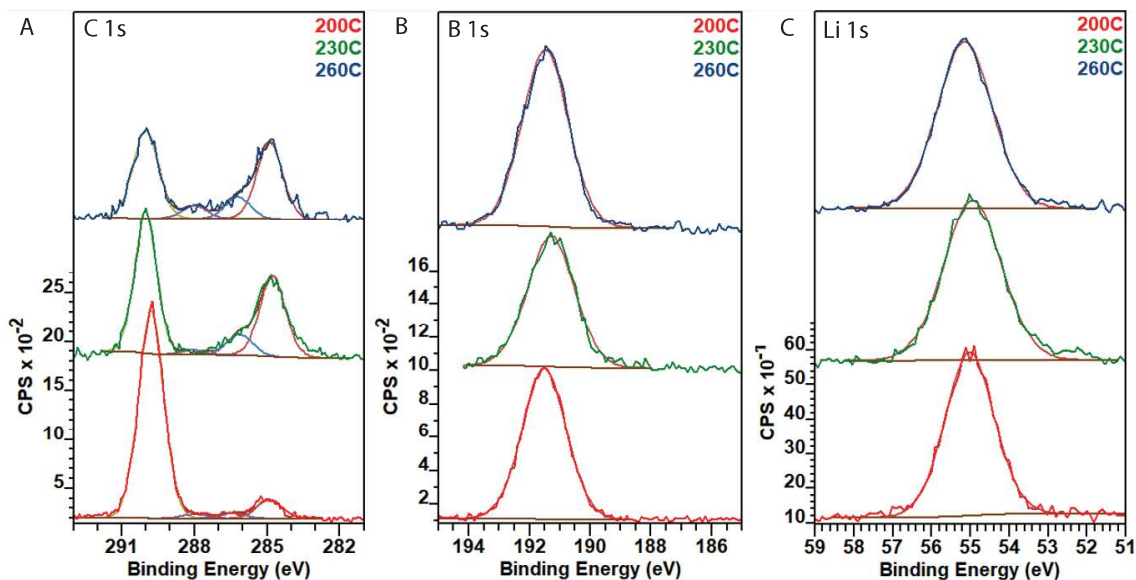 A
C 1s
200C
230C
260C
CPS x 10-2
25
20
15
10
5
291
288
285
282
Binding Energy (eV)
B
B 1s
200C
230C
260C
CPS x 10-2
16
14
12
10
8
6
4
2
194
192
190
188
186
Binding Energy (eV)
C
Li 1s
200C
230C
260C
CPS x 10-1
60
50
40
30
20
10
59
58
57
56
55
54
53
52
51
Binding Energy (eV)